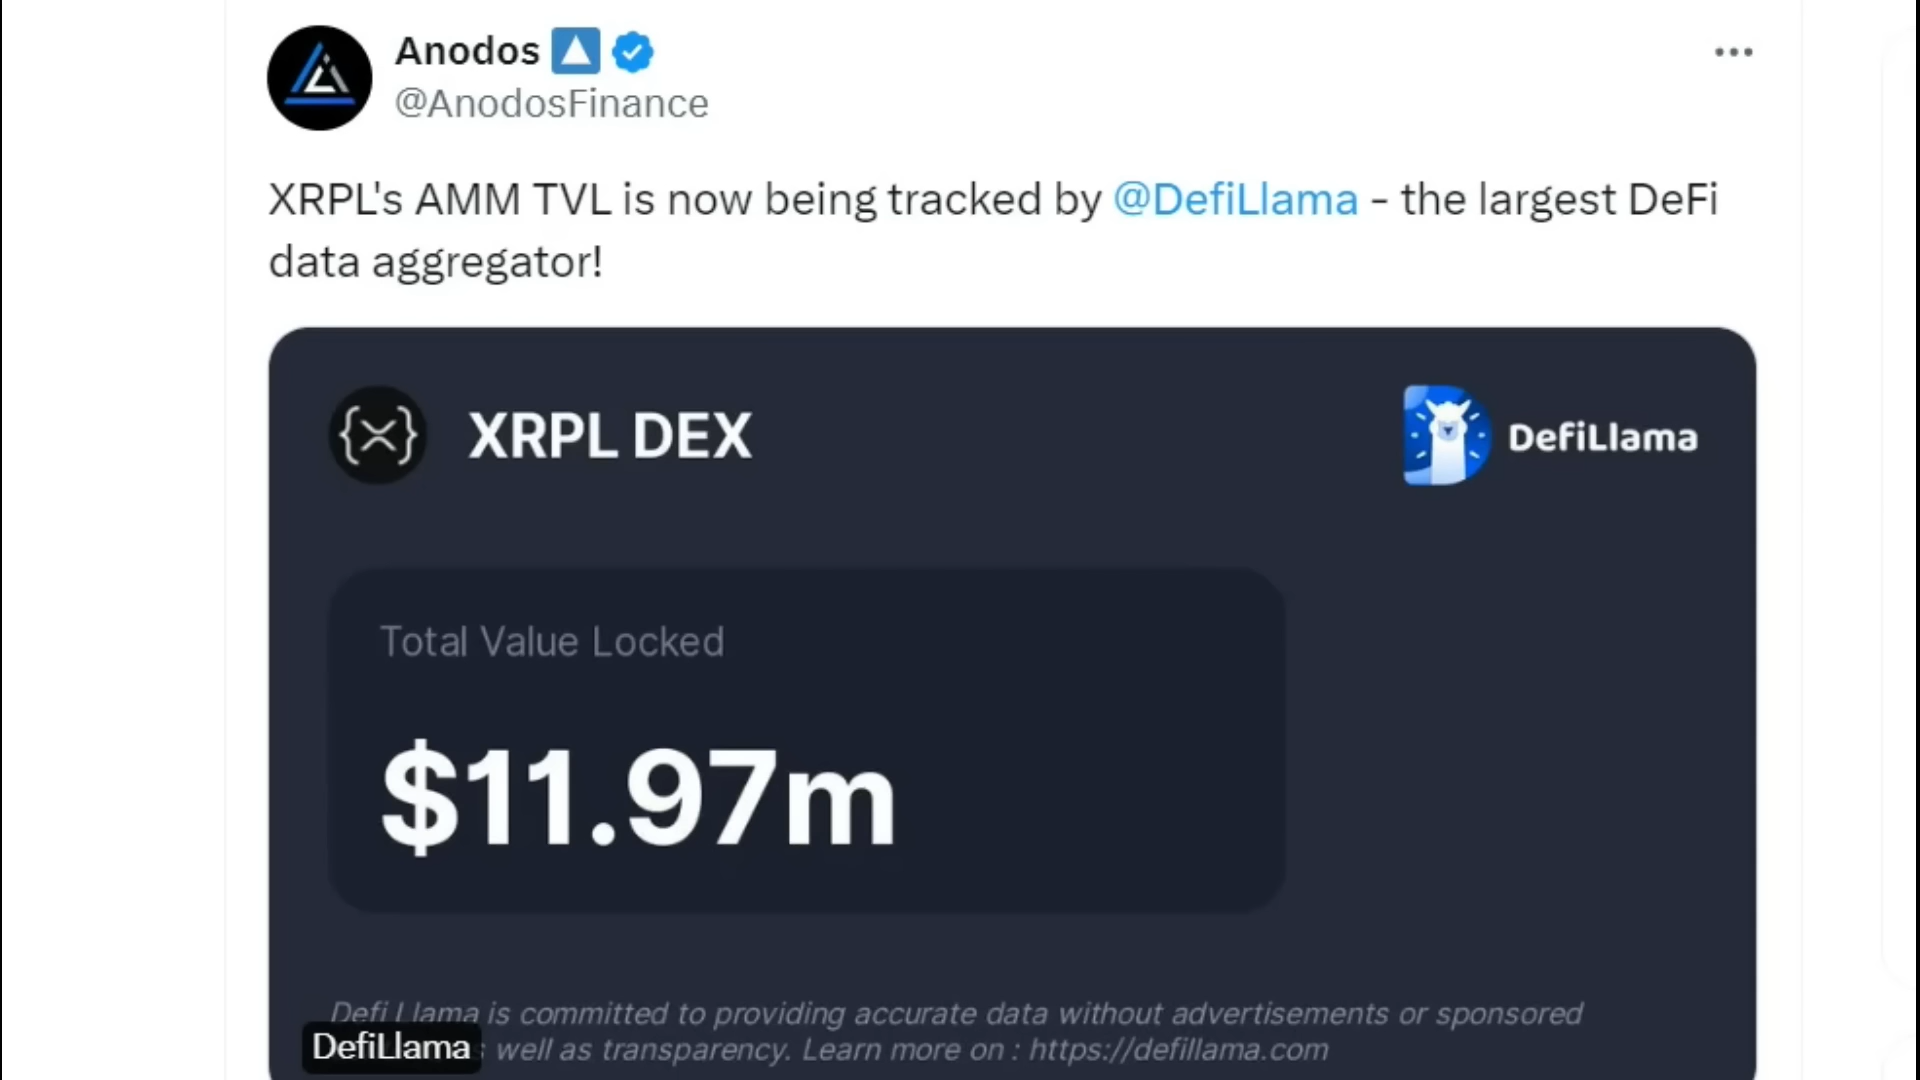 Anodos
@AnodosFinance
XRPL's AMM TVL is now being tracked by @DefiLlama - the largest DeFi
data aggregator!
XRPL DEX
DefiLlama
Total Value Locked
$11.97m
Defi Llama is committed to providing accurate data without advertisements or sponsored
well as transparency. Learn more on : https://defillama.com
DefiLlama